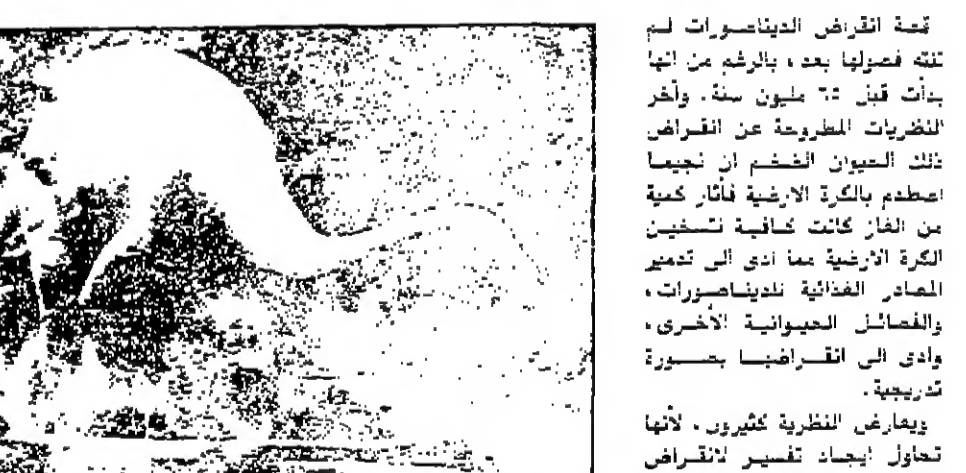 قصة انقراض الديناصورات لم
تنته فصولها بعد، بالرغم من انها
بدأت قبل ٦٥ مليون سنة. وآخر
النظريات المطروحة عن انقراض
ذلك الحيوان الضخم ان نجيما
اصطدم بالكرة الارضية فأثار كمية
من الغاز كانت كافية لتسخين
الكرة الارضية مما ادى الى تدمير
المصادر الغذائية للديناصورات،
والفصائل الحيوانية الأخرى،
وأدى الى انقراضها بصورة
تدريجية.
ويعارض النظرية كثيرون، لأنها
تحاول ايجاد تفسير لانقراض